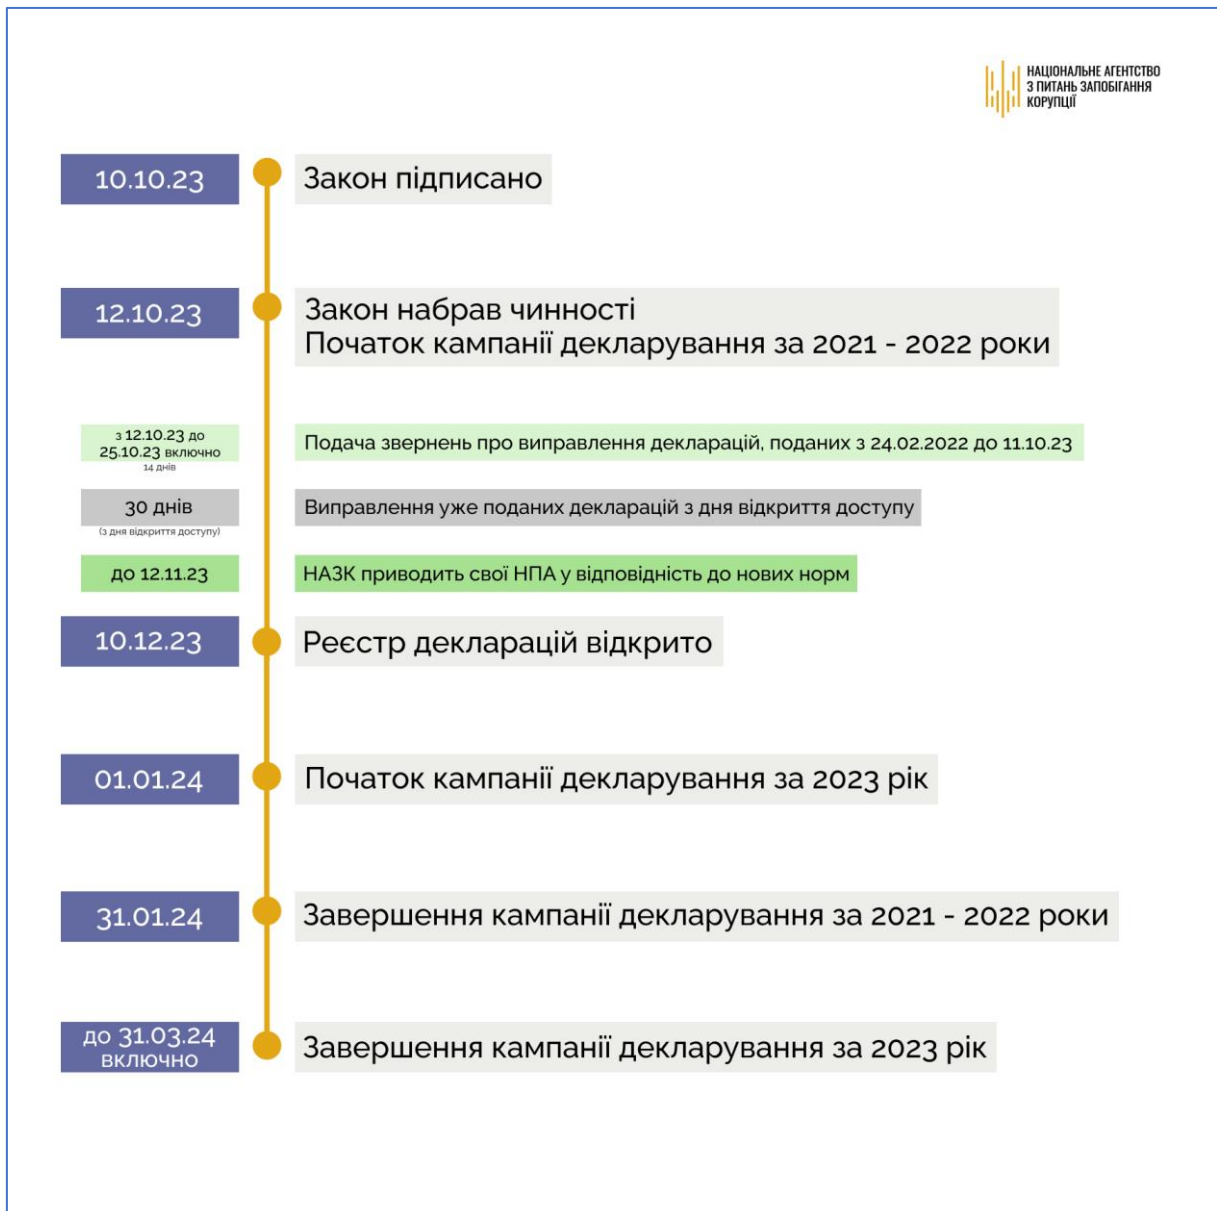 НАЦІОНАЛЬНЕ АГЕНТСТВО
З ПИТАНЬ ЗАПОБІГАННЯ
КОРУПЦІЇ
10.10.23
Закон підписано
12.10.23
Закон набрав чинності
Початок кампанії декларування за 2021 - 2022 роки
з 12.10.23 до
25.10.23 включно
14 днів
Подача звернень про виправлення декларацій, поданих з 24.02.2022 до 11.10.23
30 днів
(з дня відкриття доступу)
Виправлення уже поданих декларацій з дня відкриття доступу
до 12.11.23
НАЗК приводить свої НПА у відповідність до нових норм
10.12.23
Реєстр декларацій відкрито
01.01.24
Початок кампанії декларування за 2023 рік
31.01.24
Завершення кампанії декларування за 2021 - 2022 роки
до 31.03.24
включно
Завершення кампанії декларування за 2023 рік